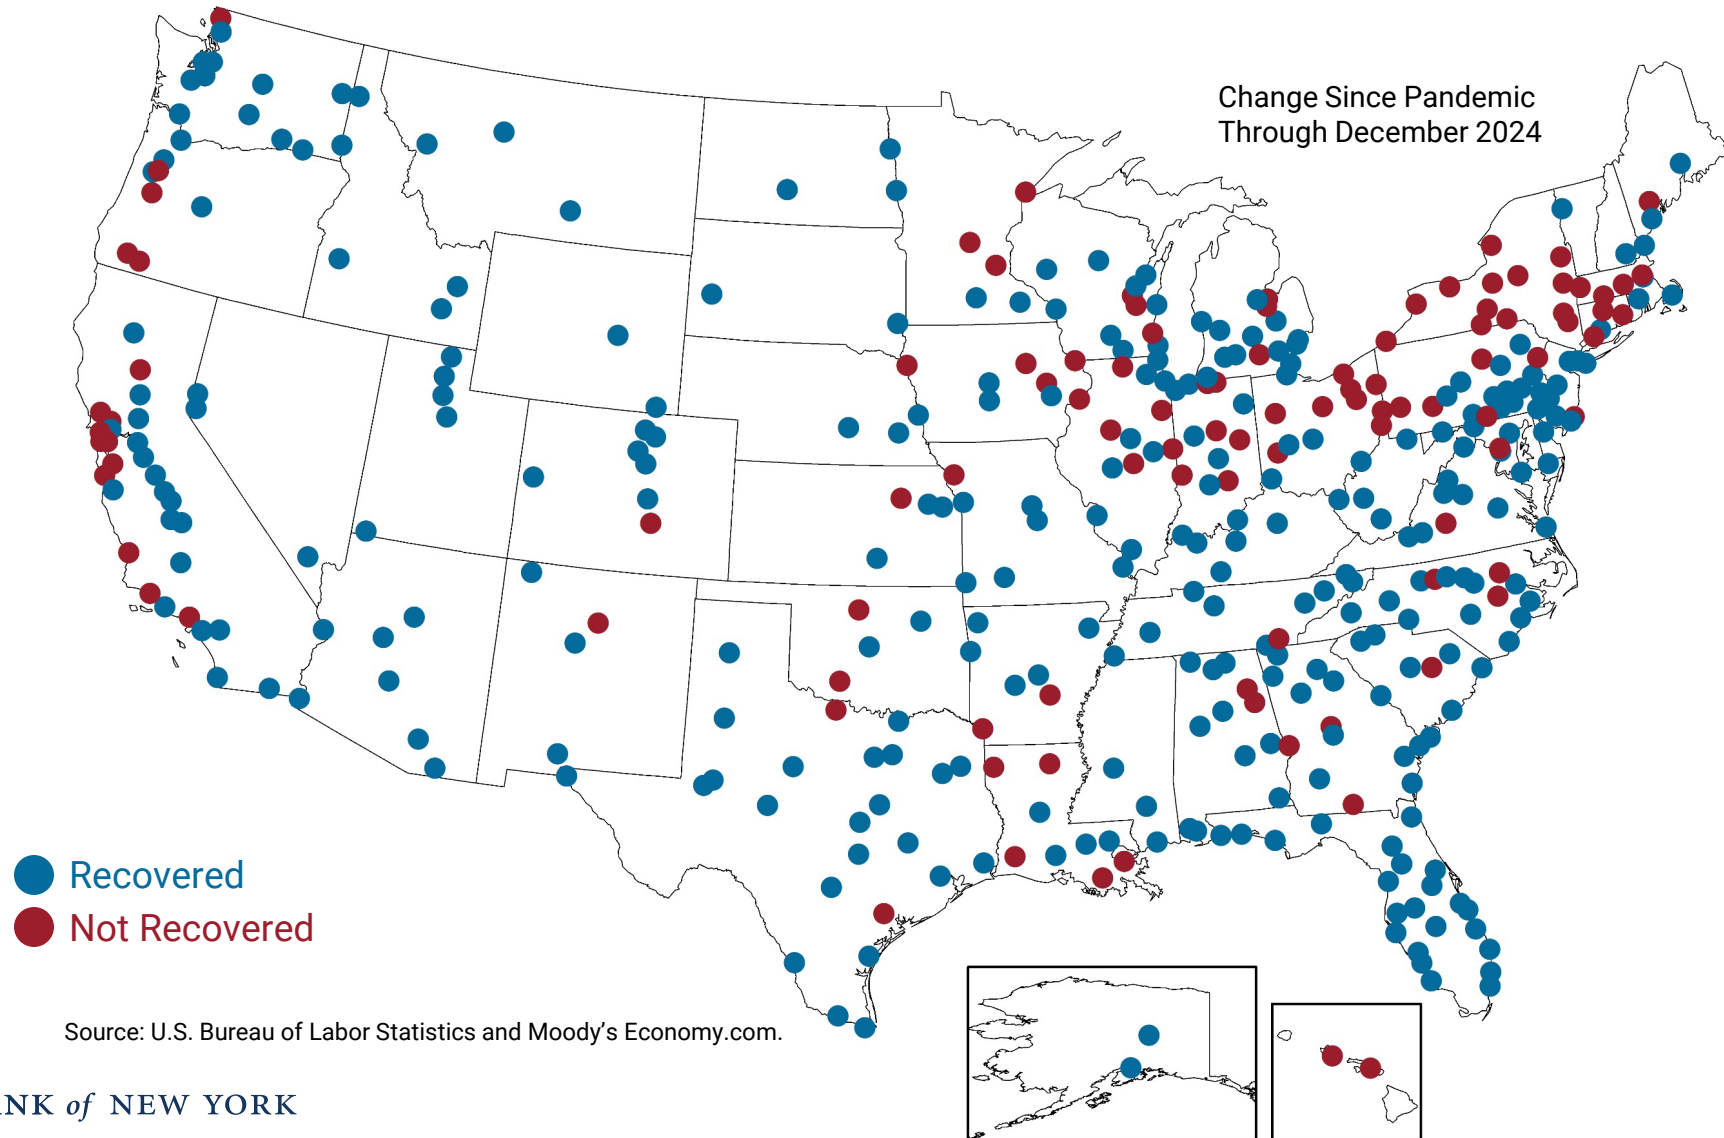 Change Since Pandemic
Through December 2024
Recovered
Not Recovered
Source: U.S. Bureau of Labor Statistics and Moody’s Economy.com.
of NEW YORK